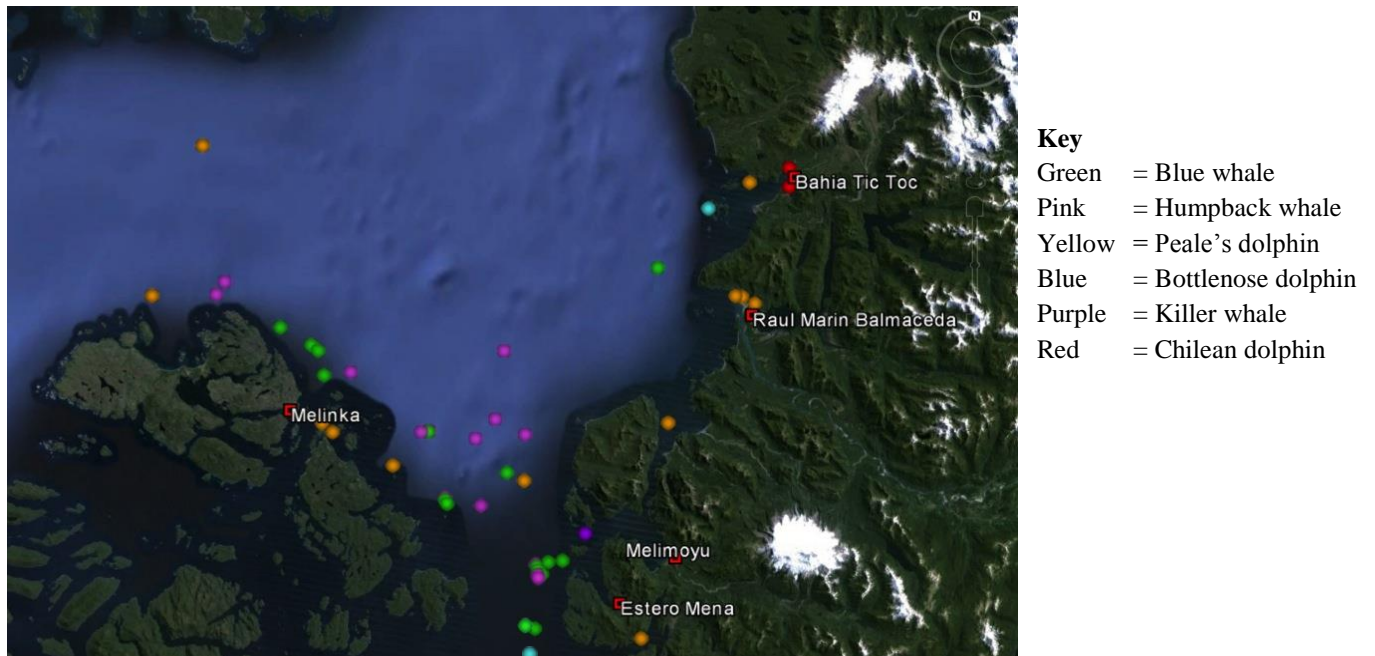 N
Bahia Tic Toc
Raul Marin Balmaceda
Melinka
Melimoyu
Estero Mena
Key
Green = Blue whale
Pink = Humpback whale
Yellow = Peale's dolphin
Blue = Bottlenose dolphin
Purple = Killer whale
Red = Chilean dolphin